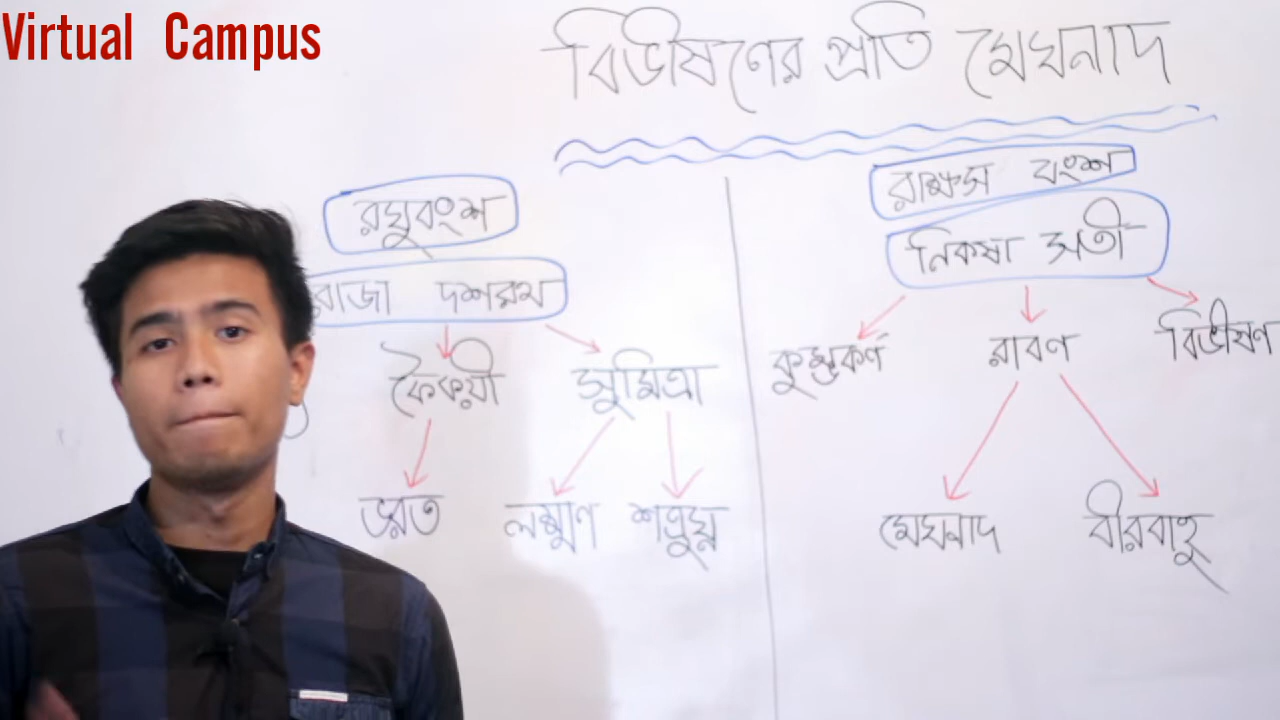 Virtual Campus
বিভীষণের প্রতি মেঘনাদ
রঘুবংশ
রাজা দশরথ
কৈকয়ী সুমিত্রা
ভরত লক্ষ্মণ শত্রুঘ্ন
রাক্ষস বংশ
নিকষা সতী
কুম্ভকর্ণ রাবণ বিভীষণ
মেঘনাদ বীরবাহু